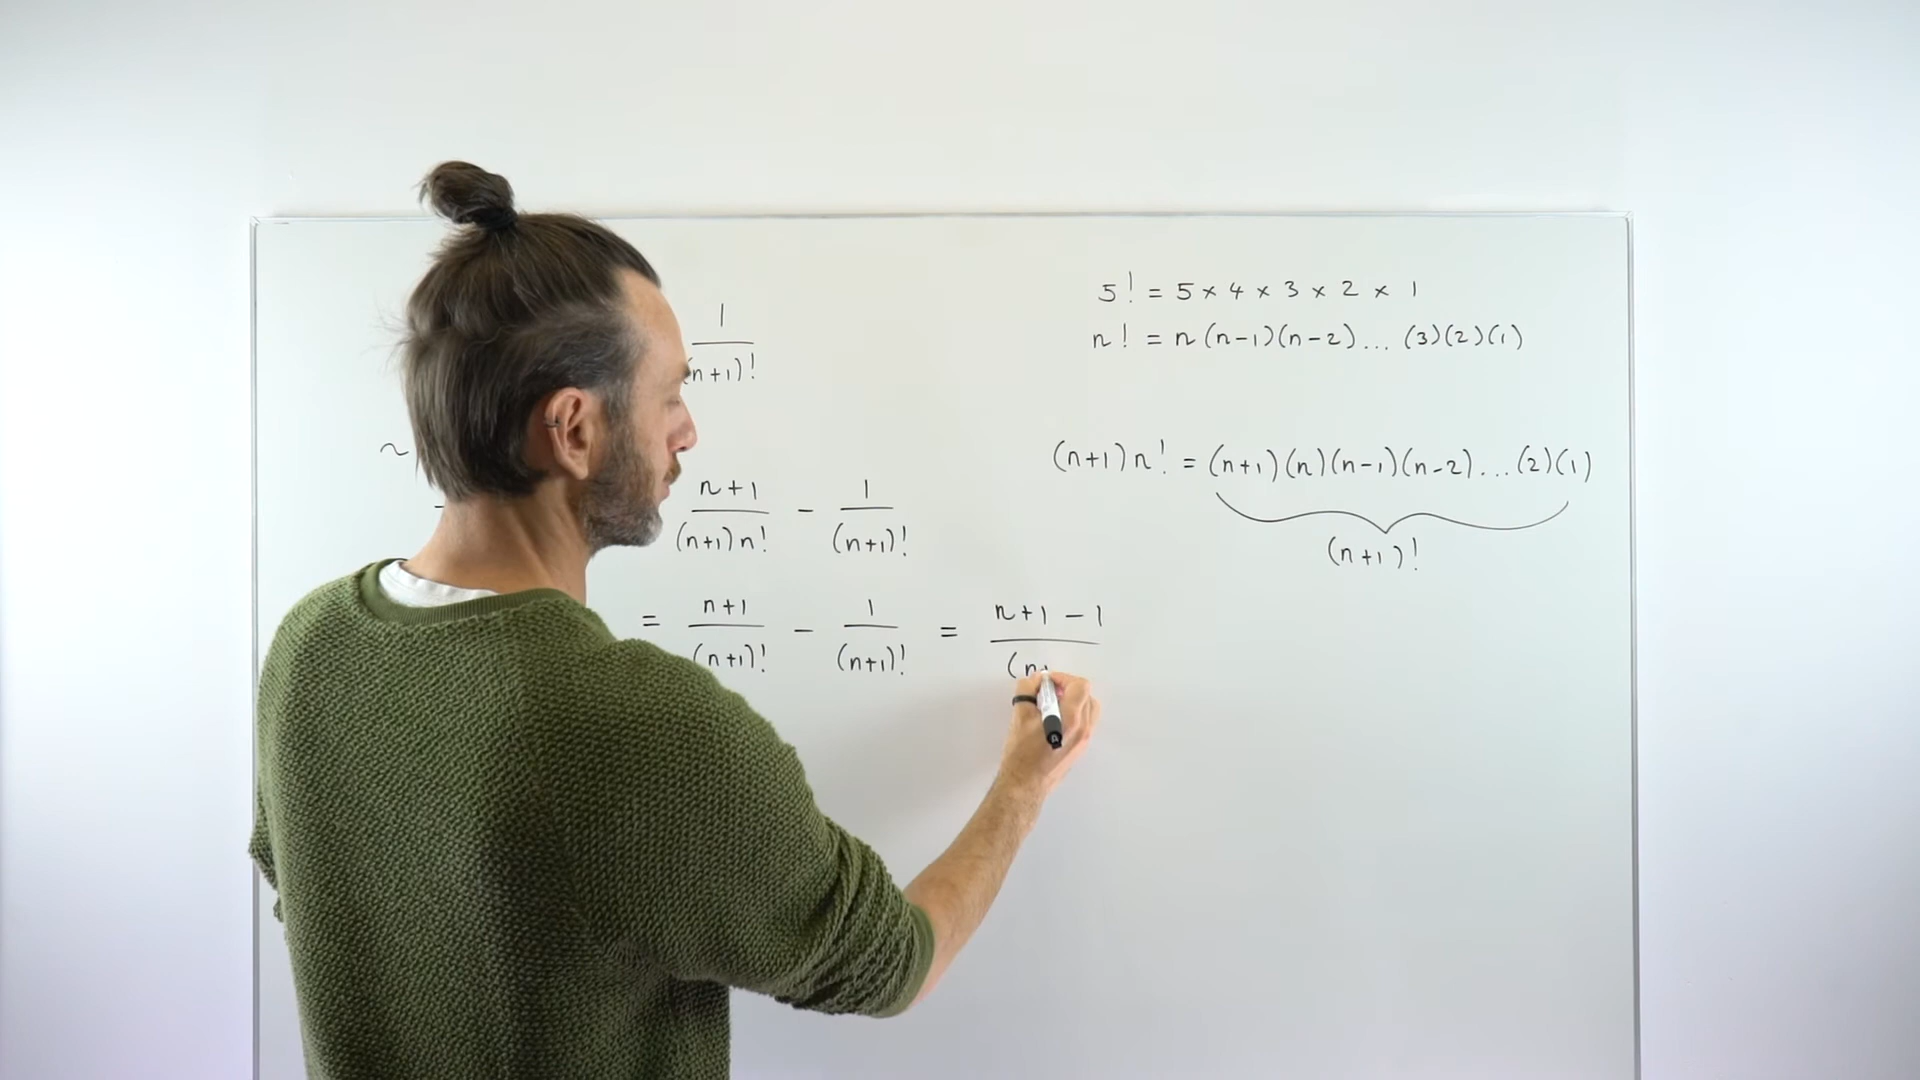 1/(n+1)!
~
- (n+1)/((n+1)n!) - 1/(n+1)!
= (n+1)/(n+1)! - 1/(n+1)! = (n+1-1)/(n+
5! = 5 × 4 × 3 × 2 × 1
n! = n(n-1)(n-2)... (3)(2)(1)
(n+1)n! = (n+1)(n)(n-1)(n-2)...(2)(1)
(n+1)!